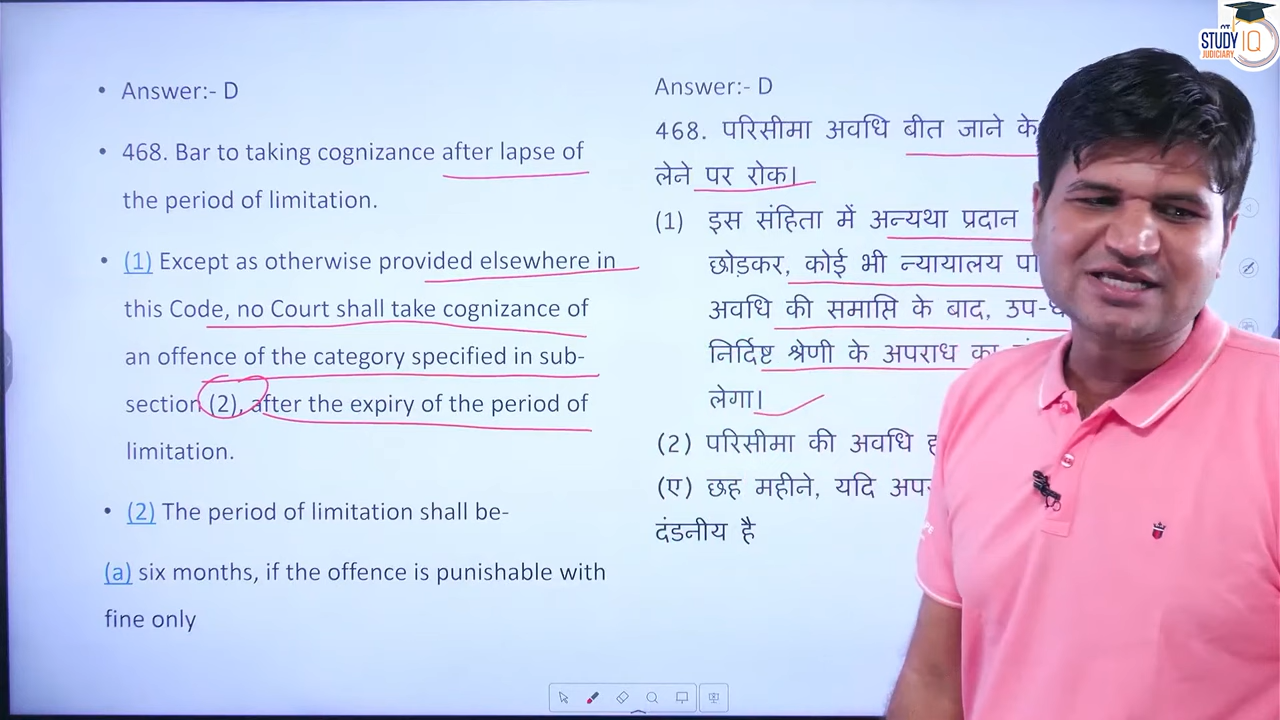 Answer:- D
468. Bar to taking cognizance after lapse of
the period of limitation.
(1) Except as otherwise provided elsewhere in
this Code, no Court shall take cognizance of
an offence of the category specified in sub-
section (2), after the expiry of the period of
limitation.
(2) The period of limitation shall be-
(a) six months, if the offence is punishable with
fine only
Answer:- D
468. परिसीमा अवधि बीत जाने के
लेने पर रोक।
(1) इस संहिता में अन्यथा प्रदान
छोड़कर, कोई भी न्यायालय
अवधि की समाप्ति के बाद,
निर्दिष्ट श्रेणी के अपराध का
लेगा।
(2) परिसीमा की अवधि
(ए) छह महीने, यदि
दंडनीय है
STUDY IQ
JUDICIARY